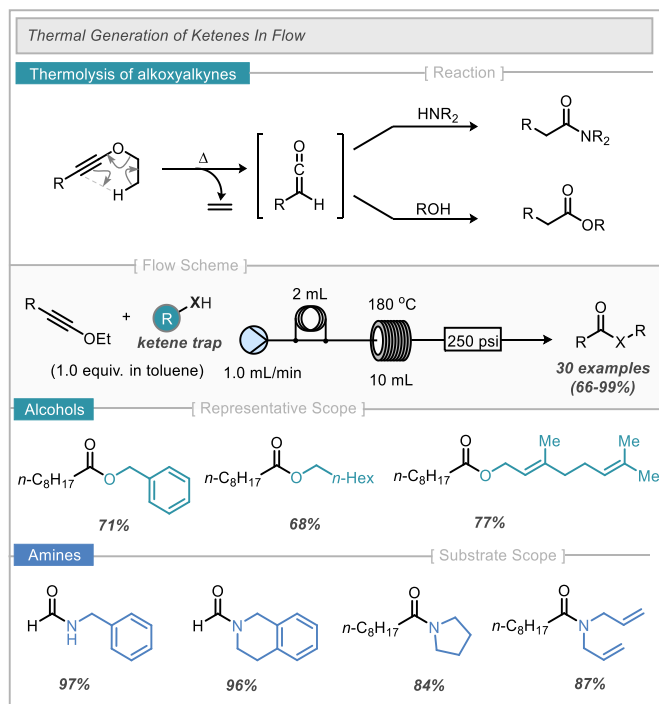 Thermal Generation of Ketenes In Flow
Thermolysis of alkoxyalkynes
[ Reaction ]
R
O
H
Δ
O
C
R
H
HNR2
O
R
NR2
ROH
O
R
OR
[ Flow Scheme ]
R
OEt
+
R
XH
ketene trap
(1.0 equiv. in toluene)
1.0 mL/min
2 mL
180 °C
10 mL
250 psi
O
R
X
R
30 examples
(66-99%)
Alcohols
[ Representative Scope ]
O
n-C8H17
O
71%
O
n-C8H17
O
n-Hex
68%
O
n-C8H17
O
Me
Me
Me
77%
Amines
[ Substrate Scope ]
O
H
N
H
97%
O
H
N
96%
O
n-C8H17
N
84%
O
n-C8H17
N
87%